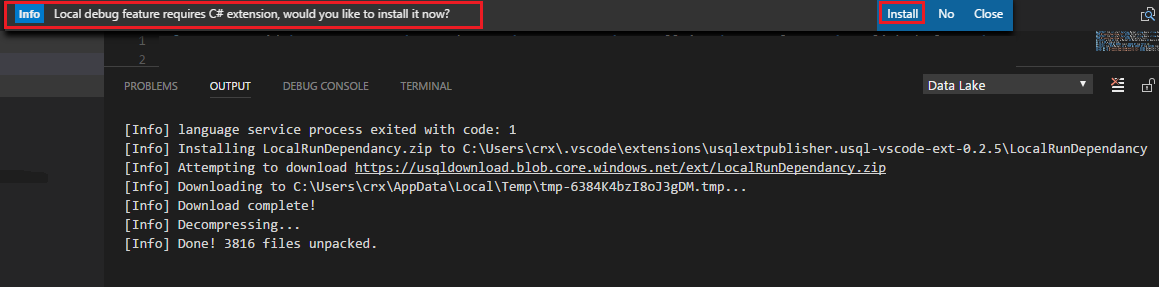 Info Local debug feature requires C# extension, would you like to install it now? Install No Close
1
2
PROBLEMS OUTPUT DEBUG CONSOLE TERMINAL Data Lake
[Info] language service process exited with code: 1
[Info] Installing LocalRunDependancy.zip to C:\Users\crx\.vscode\extensions\usqlextpublisher.usql-vscode-ext-0.2.5\LocalRunDependancy
[Info] Attempting to download https://usqldownload.blob.core.windows.net/ext/LocalRunDependancy.zip
[Info] Downloading to C:\Users\crx\AppData\Local\Temp\tmp-6384K4bzI8oJ3gDM.tmp...
[Info] Download complete!
[Info] Decompressing...
[Info] Done! 3816 files unpacked.